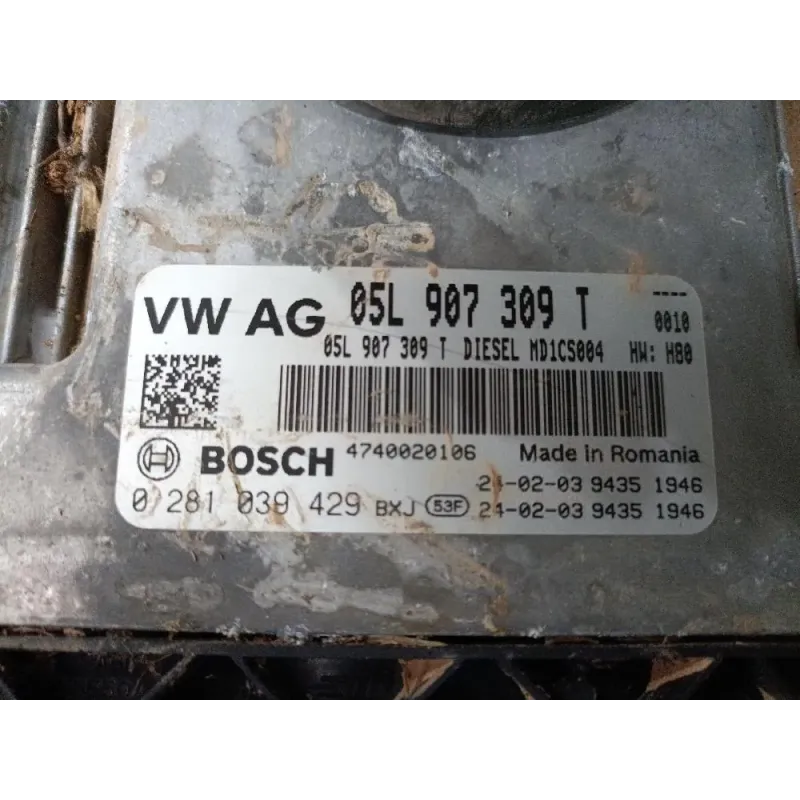 VW AG 05L 907 309 T ----
0010
05L 907 309 T DIESEL MD1CS004 HW: H80
BOSCH 4740020106 Made in Romania
24-02-03 9435 1946
0 281 039 429 BXJ 53F 24-02-03 9435 1946